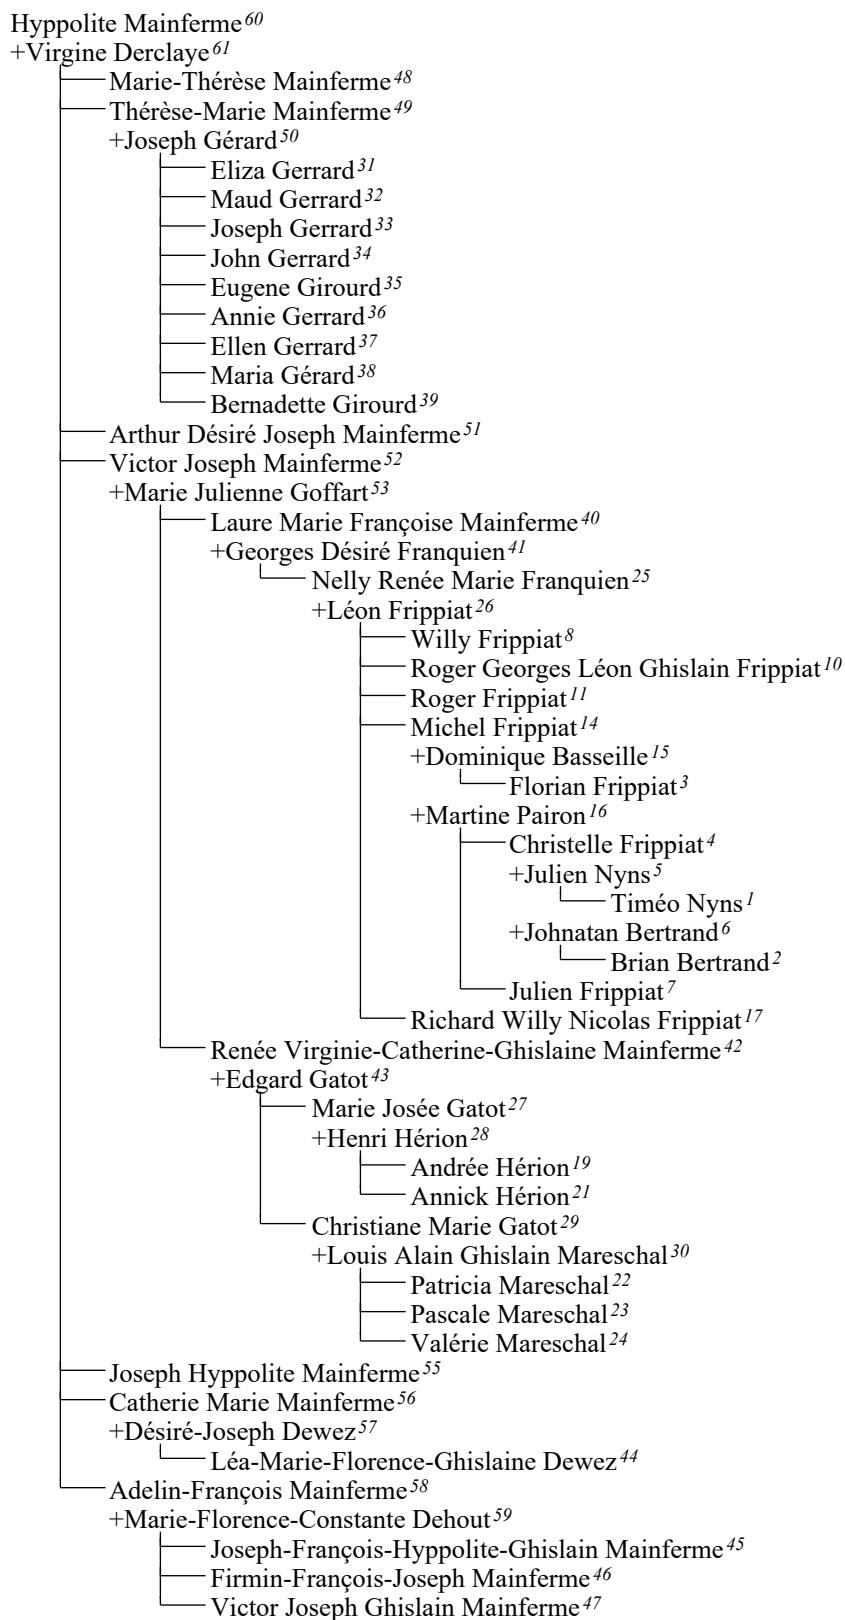 Hyppolite Mainferme60
+Virgine Derclaye61
Marie-Thérèse Mainferme48
Thérèse-Marie Mainferme49
+Joseph Gérard50
Eliza Gerrard31
Maud Gerrard32
Joseph Gerrard33
John Gerrard34
Eugene Girourd35
Annie Gerrard36
Ellen Gerrard37
Maria Gérard38
Bernadette Girourd39
Arthur Désiré Joseph Mainferme51
Victor Joseph Mainferme52
+Marie Julienne Goffart53
Laure Marie Françoise Mainferme40
+Georges Désiré Franquien41
Nelly Renée Marie Franquien25
+Léon Frippiat26
Willy Frippiat8
Roger Georges Léon Ghislain Frippiat10
Roger Frippiat11
Michel Frippiat14
+Dominique Basseille15
Florian Frippiat3
+Martine Pairon16
Christelle Frippiat4
+Julien Nyns5
Timéo Nyns1
+Johnatan Bertrand6
Brian Bertrand2
Julien Frippiat7
Richard Willy Nicolas Frippiat17
Renée Virginie-Catherine-Ghislaine Mainferme42
+Edgard Gatot43
Marie Josée Gatot27
+Henri Hérion28
Andrée Hérion19
Annick Hérion21
Christiane Marie Gatot29
+Louis Alain Ghislain Mareschal30
Patricia Mareschal22
Pascale Mareschal23
Valérie Mareschal24
Joseph Hyppolite Mainferme55
Catherie Marie Mainferme56
+Désiré-Joseph Dewez57
Léa-Marie-Florence-Ghislaine Dewez44
Adelin-François Mainferme58
+Marie-Florence-Constante Dehout59
Joseph-François-Hyppolite-Ghislain Mainferme45
Firmin-François-Joseph Mainferme46
Victor Joseph Ghislain Mainferme47